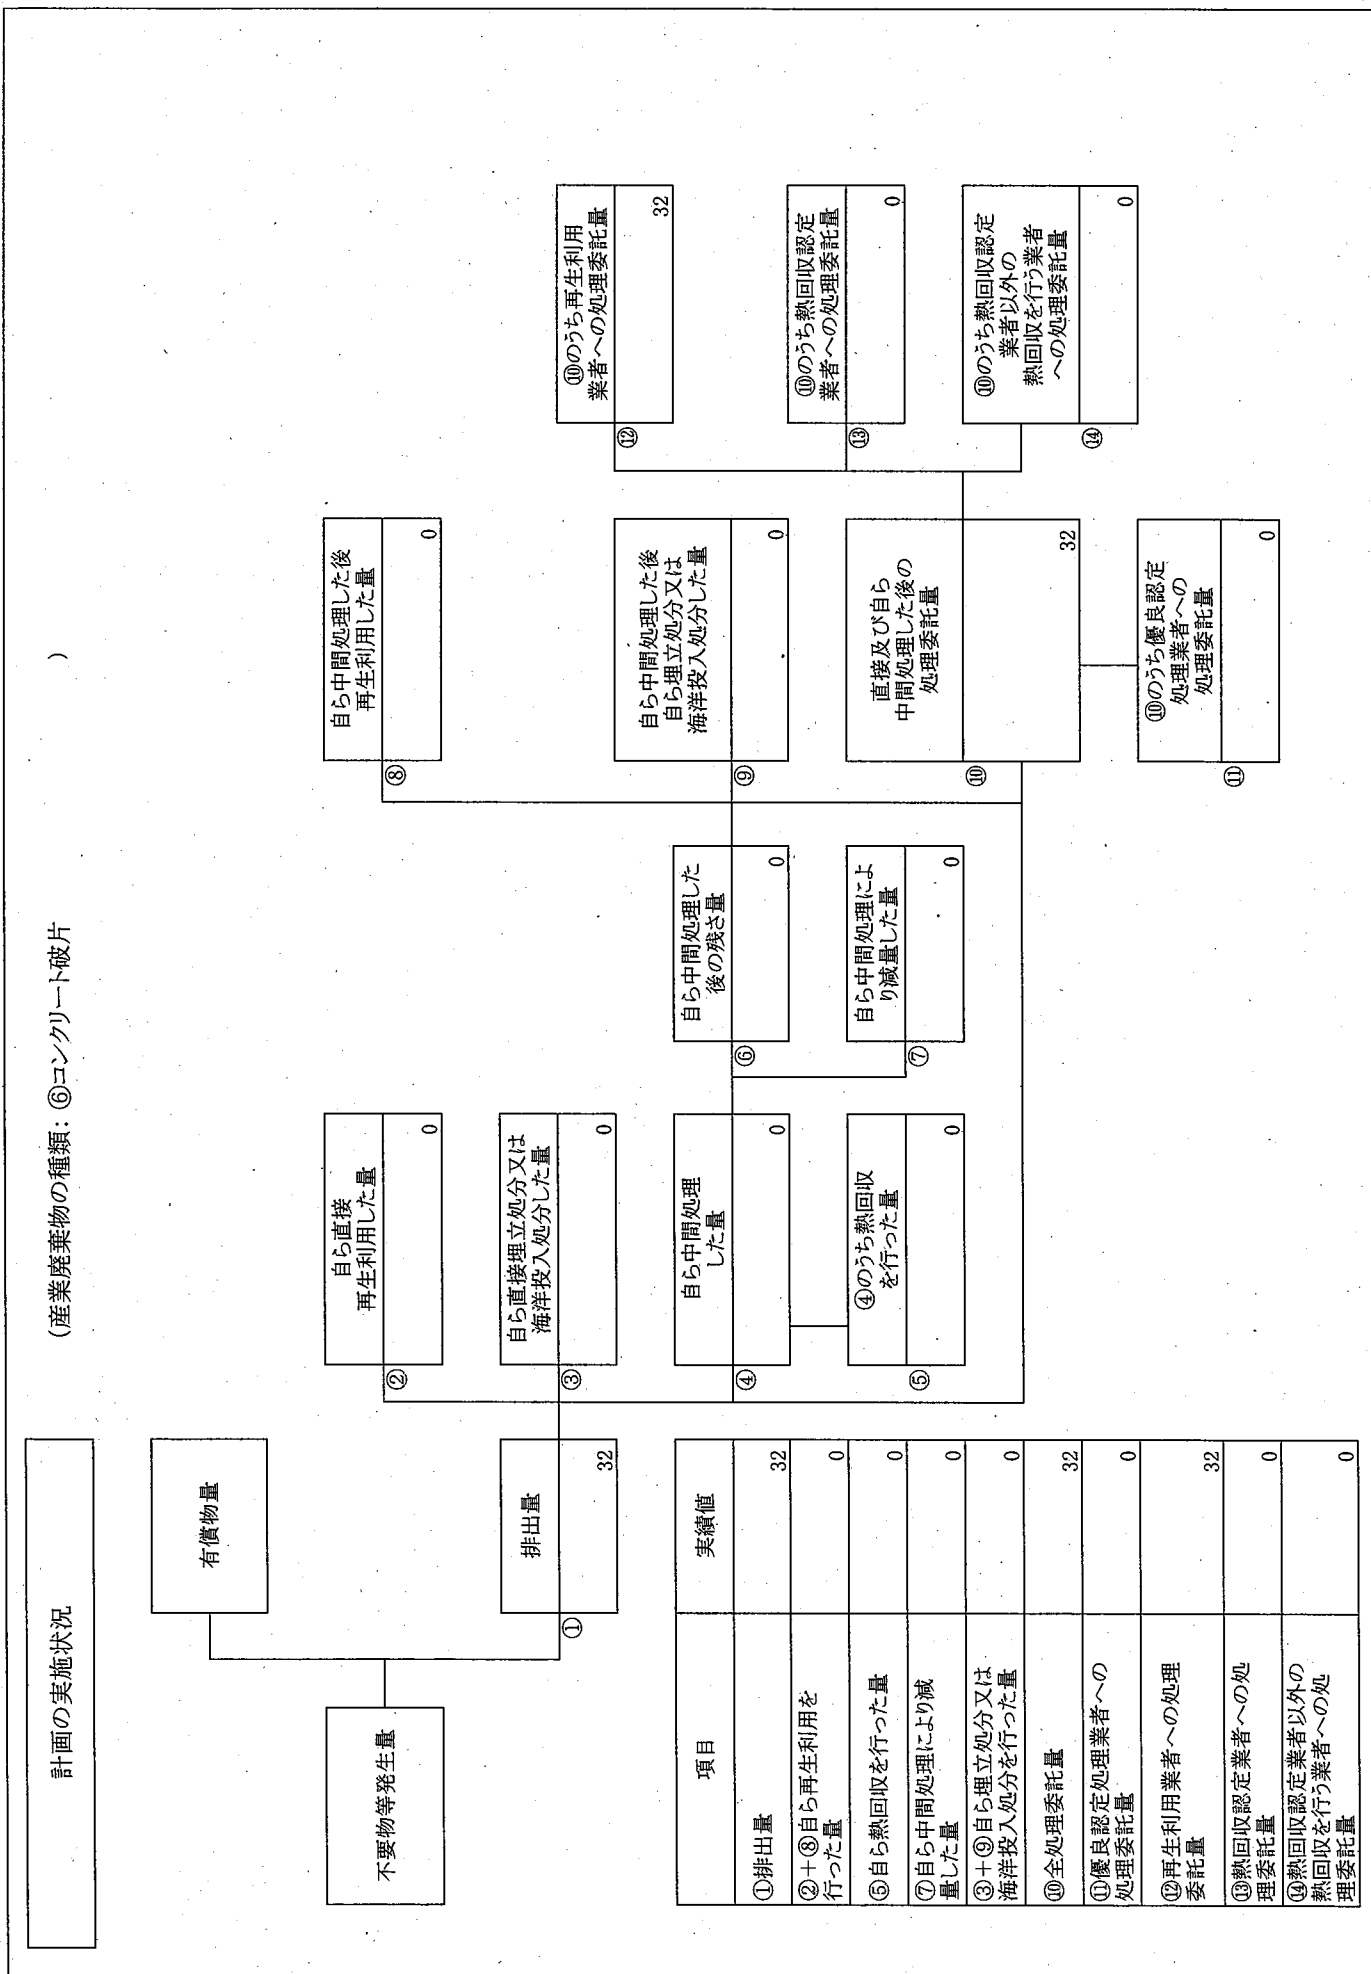 計画の実施状況
(産業廃棄物の種類：⑥コンクリート破片
)
不要物等発生量
有償物量
排出量
①
32
自ら直接
再生利用した量
②
0
自ら直接埋立処分又は
海洋投入処分した量
③
0
自ら中間処理
した量
④
0
④のうち熱回収
を行った量
⑤
0
自ら中間処理した
後の残さ量
⑥
0
自ら中間処理によ
り減量した量
⑦
0
自ら中間処理した後
再生利用した量
⑧
0
自ら中間処理した後
自ら埋立処分又は
海洋投入処分した量
⑨
0
直接及び自ら
中間処理した後の
処理委託量
⑩
32
⑩のうち優良認定
処理業者への
処理委託量
⑪
0
⑩のうち再生利用
業者への処理委託量
⑫
32
⑩のうち熱回収認定
業者への処理委託量
⑬
0
⑩のうち熱回収認定
業者以外の
熱回収を行う業者
への処理委託量
⑭
0
項目
実績値
①排出量
32
②＋⑧自ら再生利用を
行った量
0
⑤自ら熱回収を行った量
0
⑦自ら中間処理により減
量した量
0
③＋⑨自ら埋立処分又は
海洋投入処分を行った量
0
⑩全処理委託量
32
⑪優良認定処理業者への
処理委託量
0
⑫再生利用業者への処理
委託量
32
⑬熱回収認定業者への処
理委託量
0
⑭熱回収認定業者以外の
熱回収を行う業者への処
理委託量
0